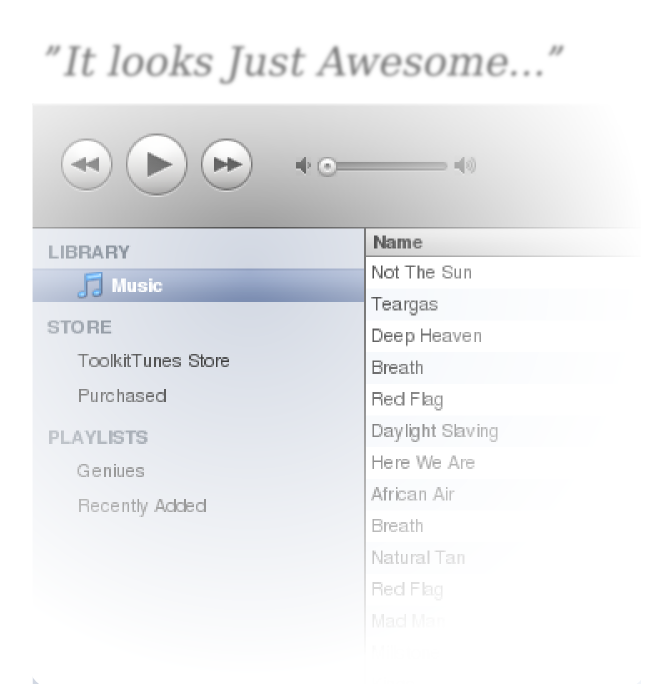 "It looks Just Awesome..."
LIBRARY
Music
STORE
ToolkitTunes Store
Purchased
PLAYLISTS
Geniues
Recently Added
Name
Not The Sun
Teargas
Deep Heaven
Breath
Red Flag
Daylight Slaving
Here We Are
African Air
Breath
Natural Tan
Red Flag
Mad Man